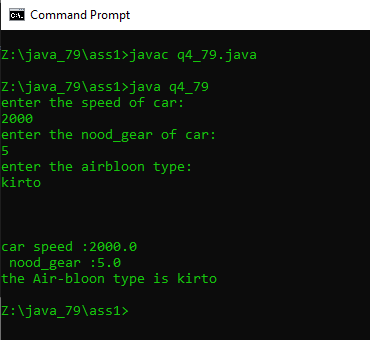 Command Prompt
Z:\java_79\ass1>javac q4_79.java
Z:\java_79\ass1>java q4_79
enter the speed of car:
2000
enter the nood_gear of car:
5
enter the airbloon type:
kirto
car speed :2000.0
nood_gear :5.0
the Air-bloon type is kirto
Z:\java_79\ass1>